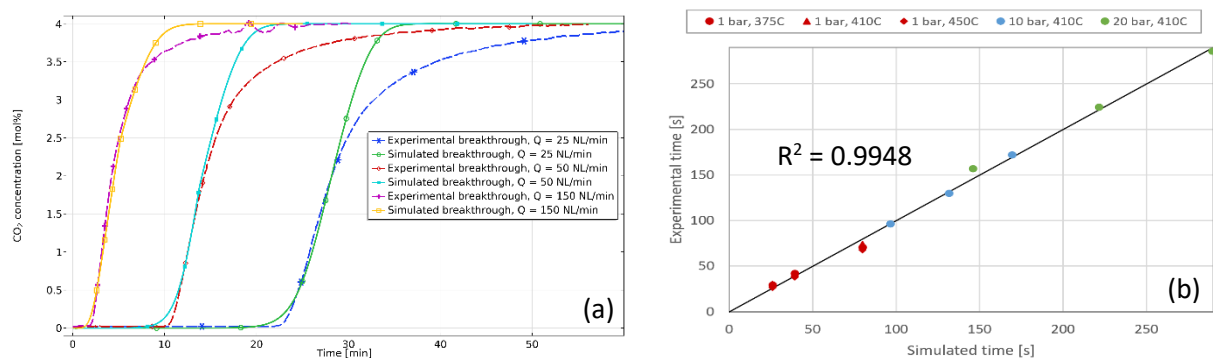 4
3.5
3
2.5
2
1.5
1
0.5
0
CO₂ concentration [mol%]
Experimental breakthrough, Q = 25 NL/min
Simulated breakthrough, Q = 25 NL/min
Experimental breakthrough, Q = 50 NL/min
Simulated breakthrough, Q = 50 NL/min
Experimental breakthrough, Q = 150 NL/min
Simulated breakthrough, Q = 150 NL/min
(a)
0 10 20 30 40 50
Time [min]
1 bar, 375C 1 bar, 410C 1 bar, 450C 10 bar, 410C 20 bar, 410C
250
200
150
100
50
0
Experimental time [s]
R² = 0.9948
(b)
0 50 100 150 200 250
Simulated time [s]